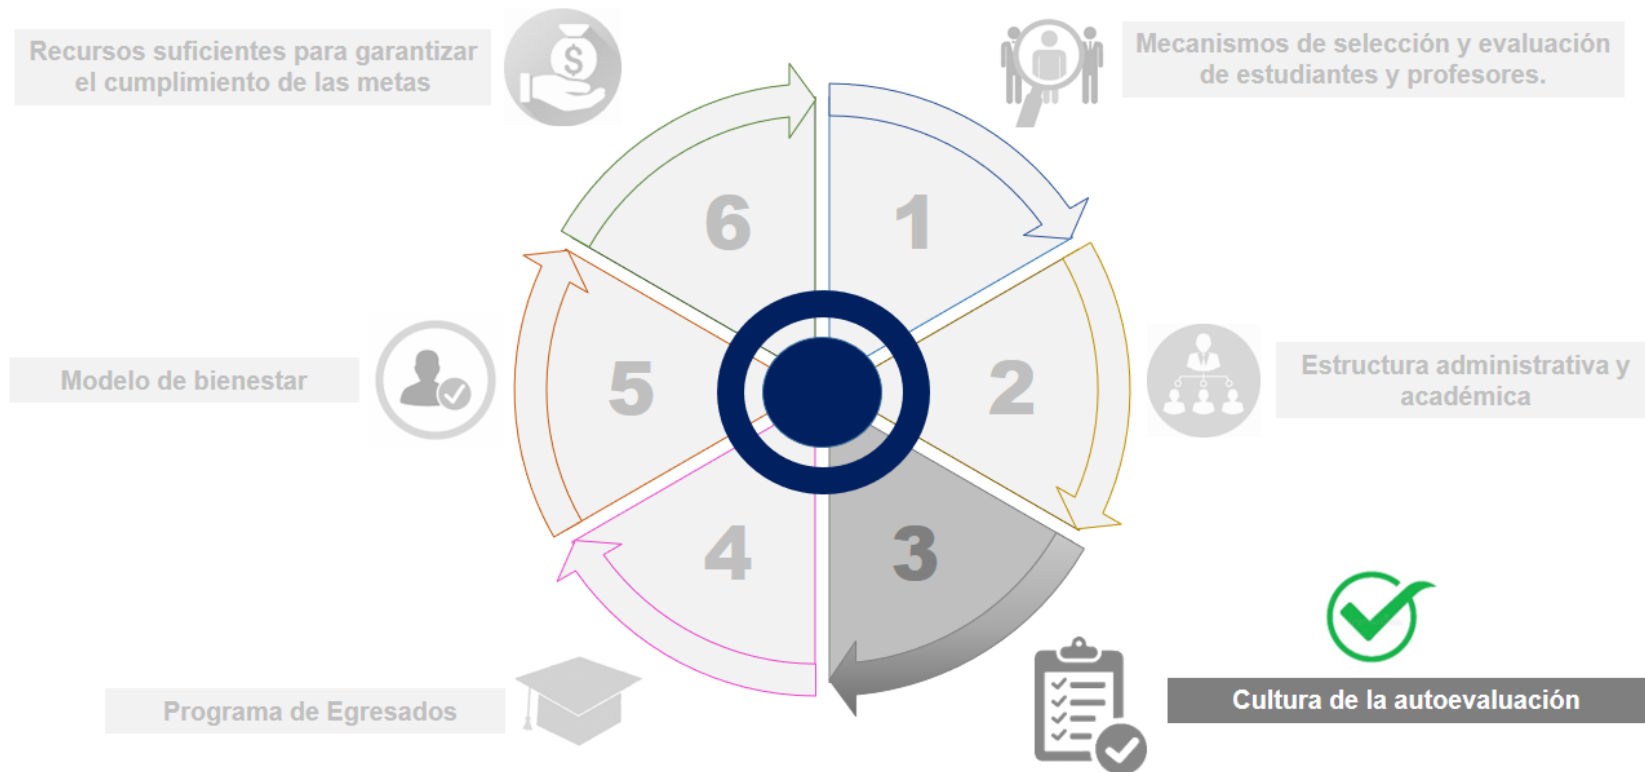 Recursos suficientes para garantizar
el cumplimiento de las metas
$
Mecanismos de selección y evaluación
de estudiantes y profesores.
6
1
Modelo de bienestar
5
2
Estructura administrativa y
académica
4
3
Programa de Egresados
Cultura de la autoevaluación